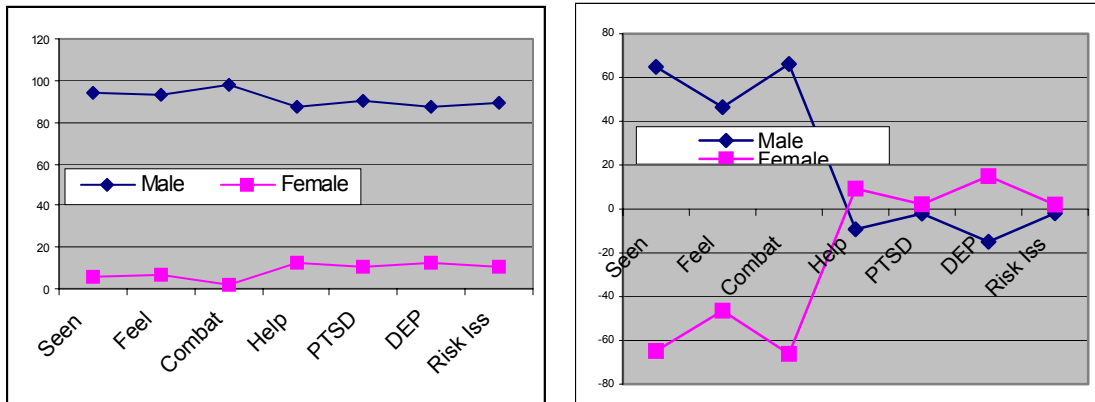 120
100
80
60
40
20
0
Male Female
Seen
Feel
Combat
Help
PTSD
DEP
Risk Iss
80
60
40
20
0
-20
-40
-60
-80
Male
Female
Seen
Feel
Combat
Help
PTSD
DEP
Risk Iss